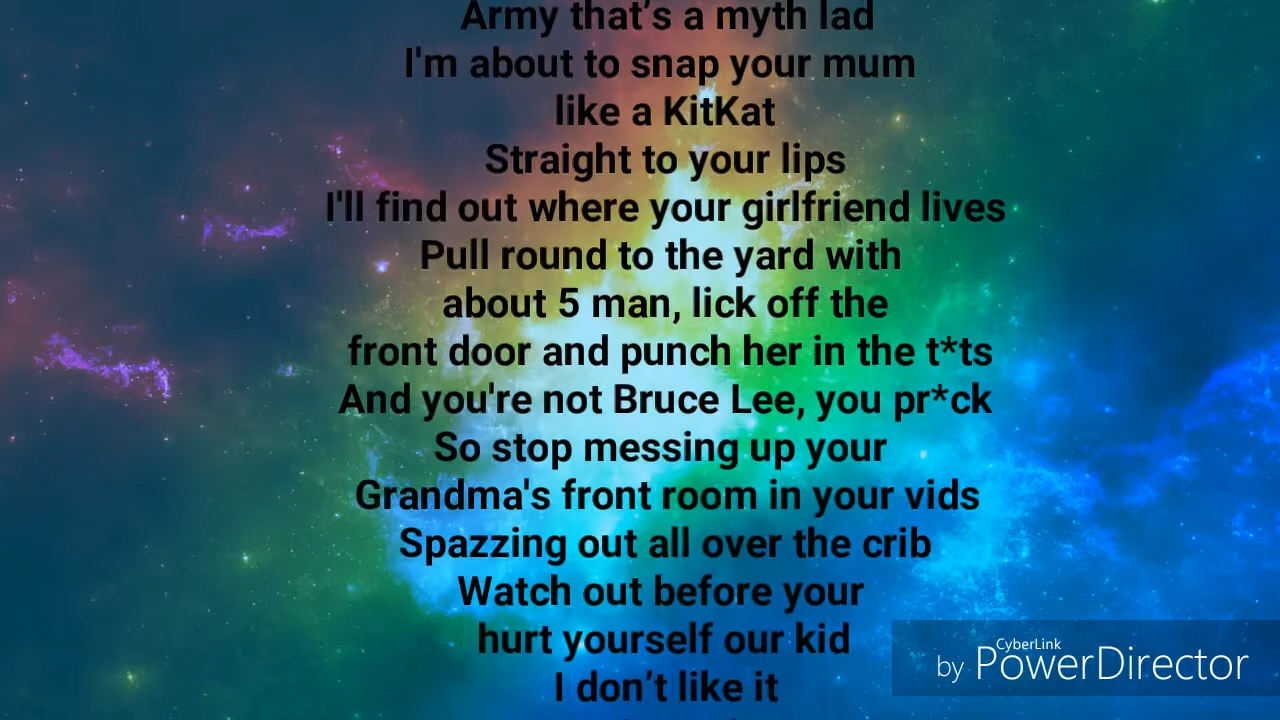 Army that’s a myth lad
I'm about to snap your mum
like a KitKat
Straight to your lips
I'll find out where your girlfriend lives
Pull round to the yard with
about 5 man, lick off the
front door and punch her in the t*ts
And you're not Bruce Lee, you pr*ck
So stop messing up your
Grandma's front room in your vids
Spazzing out all over the crib
Watch out before your
hurt yourself our kid
I don’t like it
by CyberLink PowerDirector